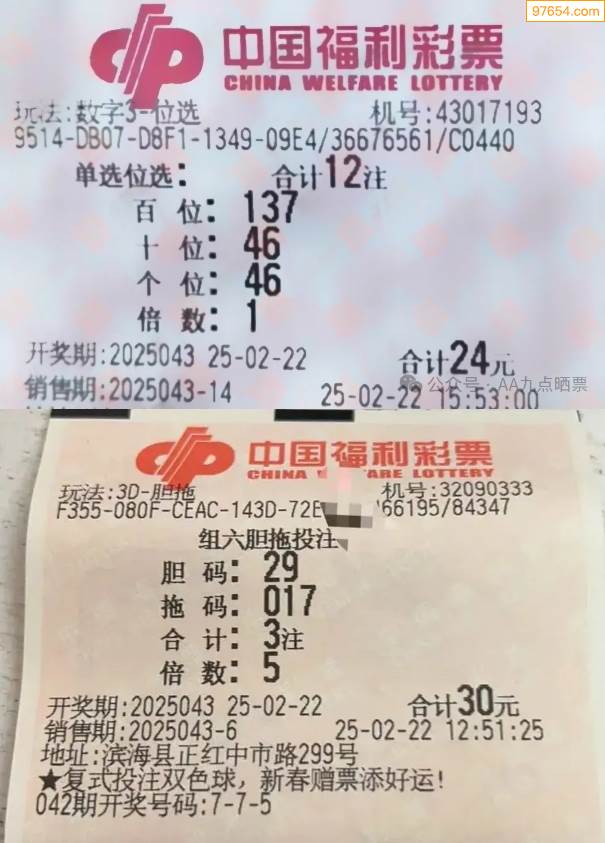 97654.com
中国福利彩票
CHINA WELFARE LOTTERY
玩法:数字3-位选 机号:43017193
9514-DB07-D8F1-1349-09E4/36676561/C0440
单选位选: 合计12注
百 位: 137
十 位: 46
个 位: 46
倍 数: 1
开奖期:2025043 25-02-22 合计24元
公众号:AA九点晒票
销售期:2025043-14 25-02-22 15:53:00
中国福利彩票
CHINA W ARE LOTTERY
玩法:3D-胆拖 机号:32090333
F355-080F-CEAC-143D-72 66195/84347
组六胆拖投注
胆 码: 29
拖 码: 017
合 计: 3注
倍 数: 5
开奖期:2025043 25-02-22 合计30元
销售期:2025043-6 25-02-22 12:51:25
地址:滨海县正红中市路299号
★复式投注双色球，新春赠票添好运!
042期开奖号码:7-7-5